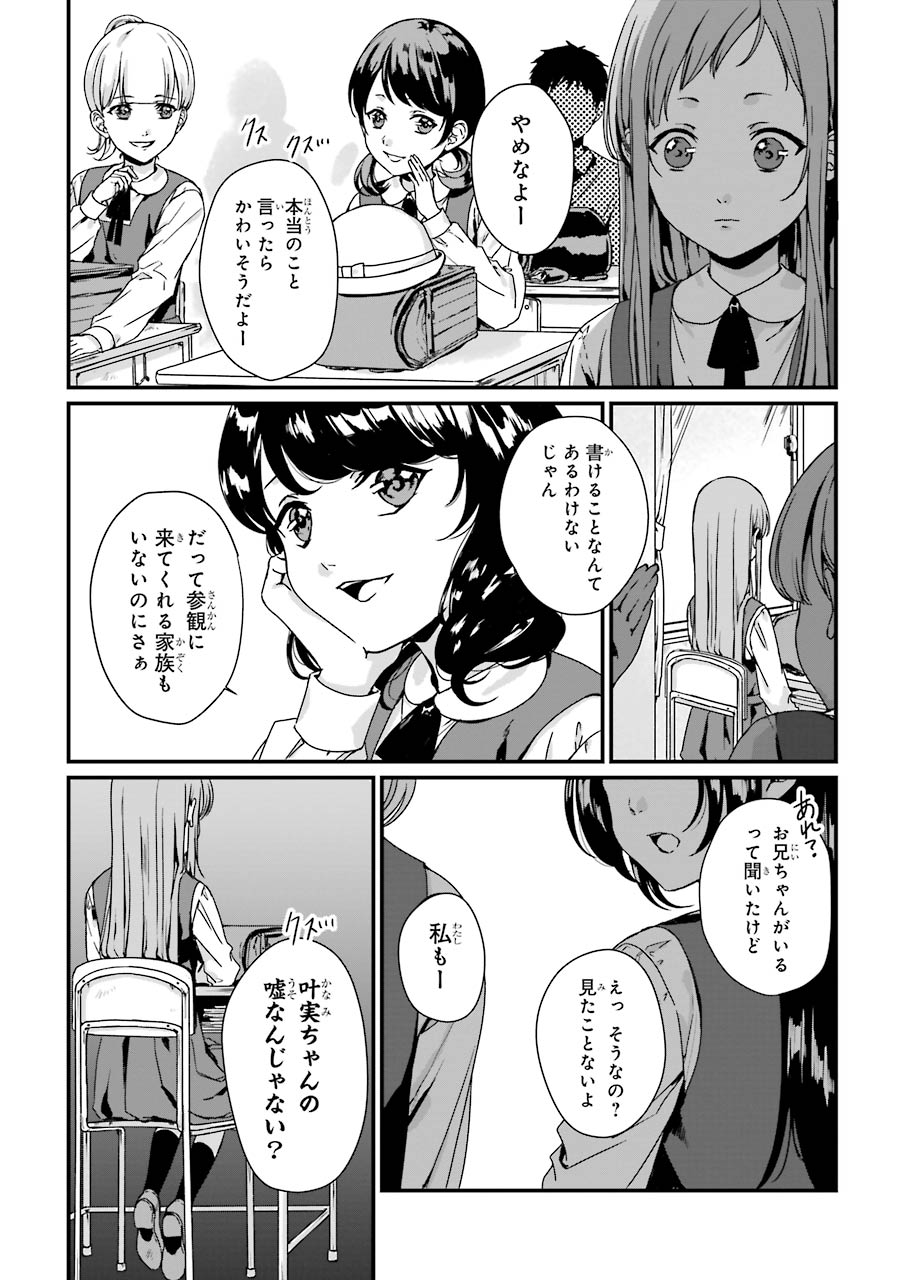 やめなよー
クスクスッ
本当のこと
言ったら
かわいそうだよー
書けることなんて
あるわけない
じゃん
だって参観に
来てくれる家族も
いないのにさぁ
あれ?
お兄ちゃんがいる
って聞いたけど
えっ そうなの?
見たことないよ
私もー
クスッ
叶実ちゃんの
嘘なんじゃない?